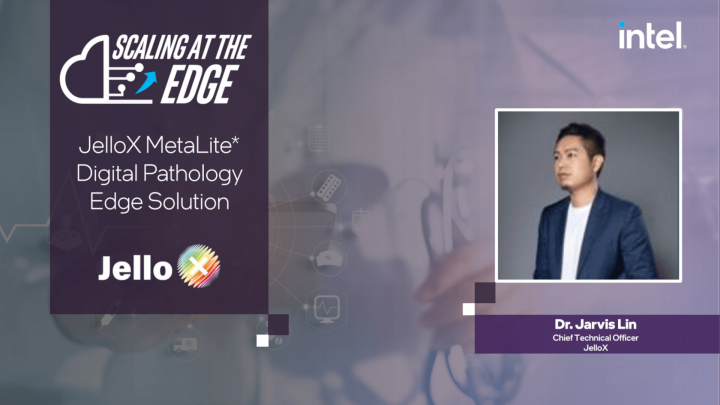 SCALING AT THE
EDGE
intel.
JelloX MetaLite*
Digital Pathology
Edge Solution
Jello X
Dr. Jarvis Lin
Chief Technical Officer
JelloX